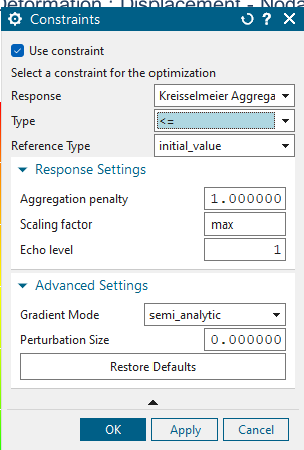 Deformation : Displacement - Noda
Constraints
Use constraint
Select a constraint for the optimization
Response Kreisselmeier Aggrega
Type <=
Reference Type initial_value
Response Settings
Aggregation penalty 1.000000
Scaling factor max
Echo level 1
Advanced Settings
Gradient Mode semi_analytic
Perturbation Size 0.000000
Restore Defaults
OK Apply Cancel